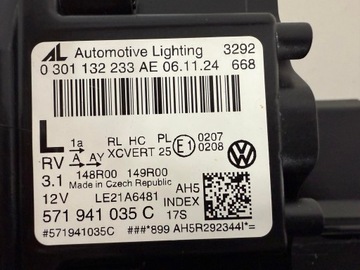 AL Automotive Lighting 3292
0 301 132 233 AE 06.11.24 668
L 1a RL HC PL E1 0207
RV A AY XCVERT 25 0208
3.1 148R00 149R00
Made in Czech Republic AH5
12V LE21A6481 INDEX
571 941 035 C 17S
#571941035C ###*899 AH5R292344I*=